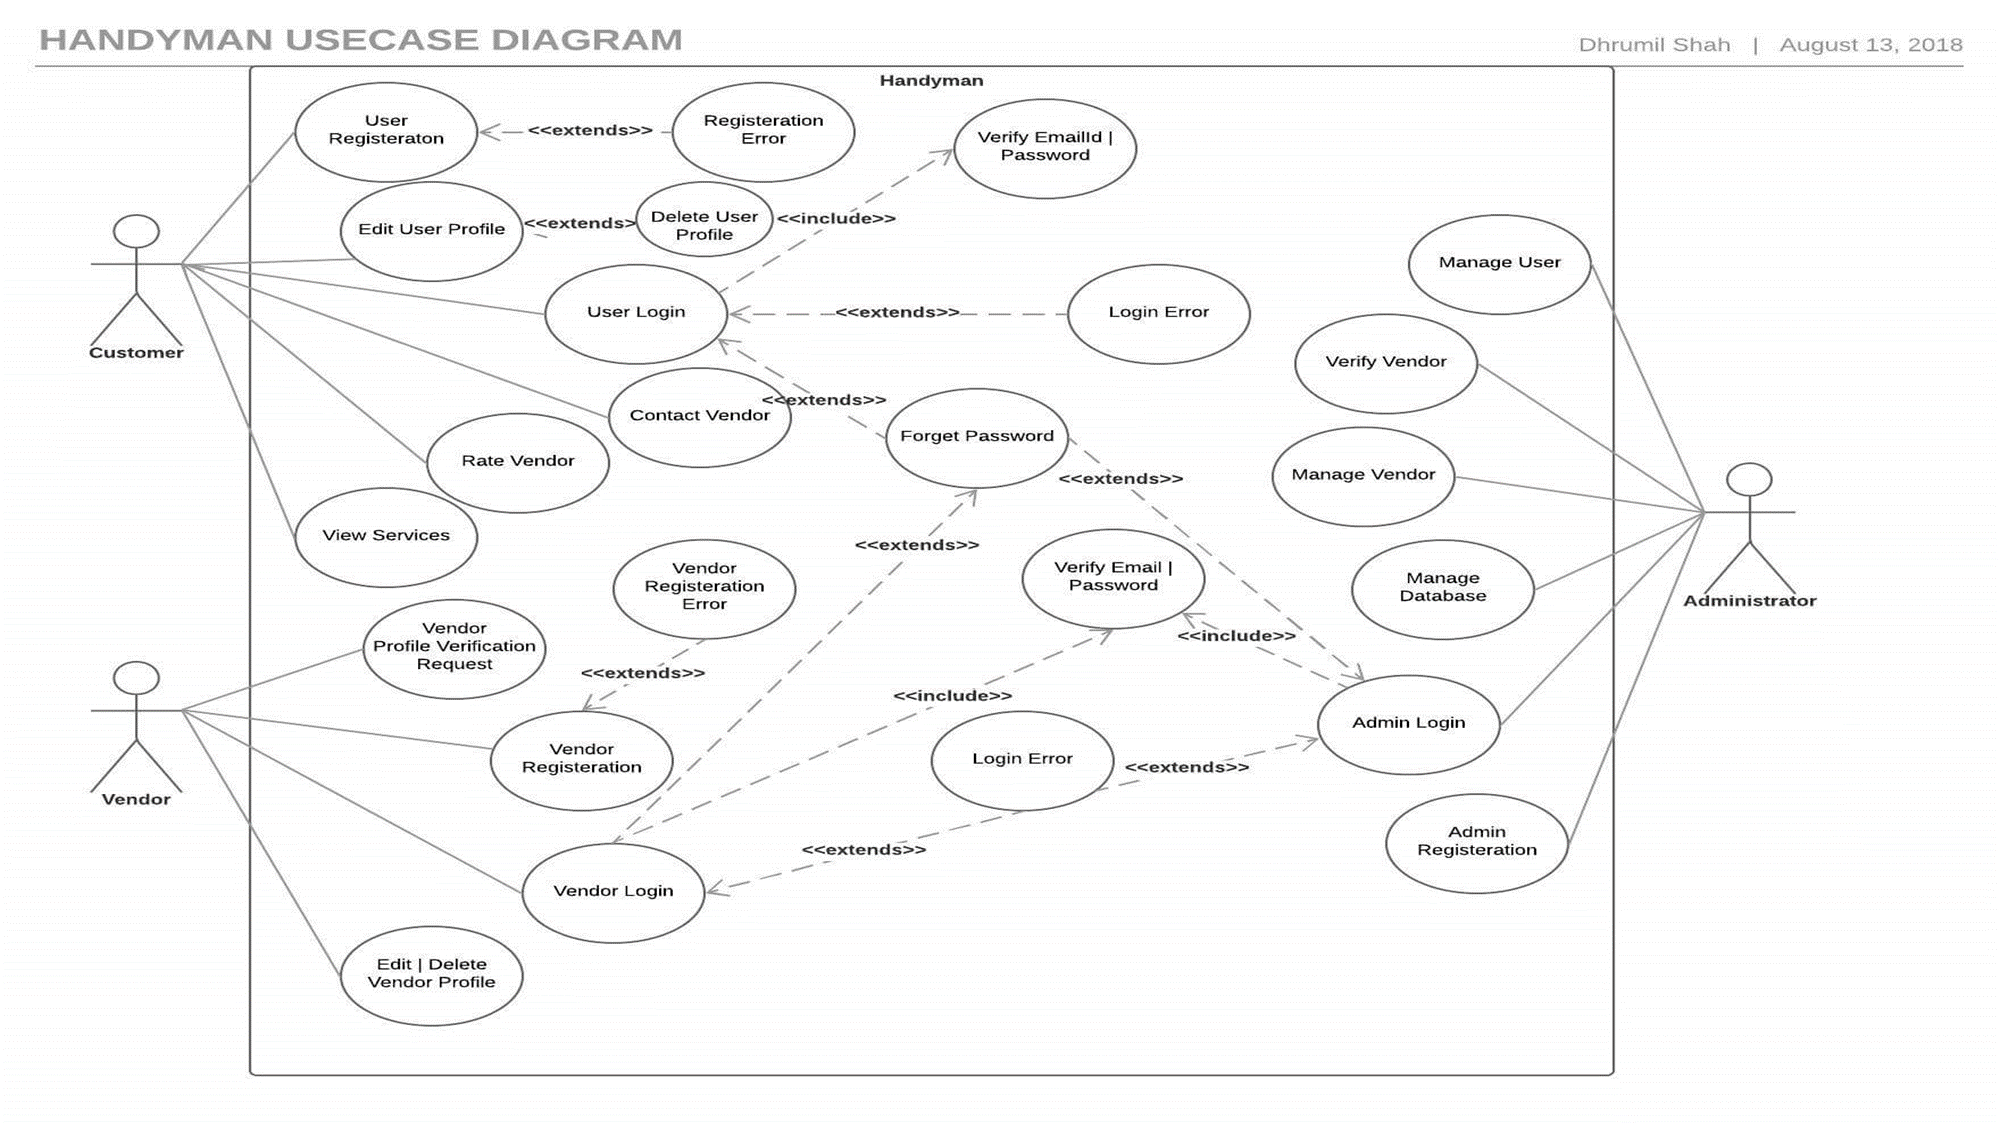 HANDYMAN USECASE DIAGRAM
Dhrumil Shah | August 13, 2018
Handyman
User
Registeraton
<<extends>>
Registeration
Error
Verify EmailId |
Password
Edit User Profile
<<extends>
Delete User
Profile
<<include>>
Manage User
User Login
<<extends>>
Login Error
Customer
Verify Vendor
Contact Vendor
<<extends>>
Forget Password
Rate Vendor
<<extends>>
Manage Vendor
View Services
<<extends>>
Vendor
Registeration
Error
Verify Email |
Password
Manage
Database
Administrator
Vendor
Profile Verification
Request
<<include>>
<<extends>>
<<include>>
Admin Login
Vendor
Registeration
Login Error
<<extends>>
Vendor
Admin
Registeration
<<extends>>
Vendor Login
Edit | Delete
Vendor Profile